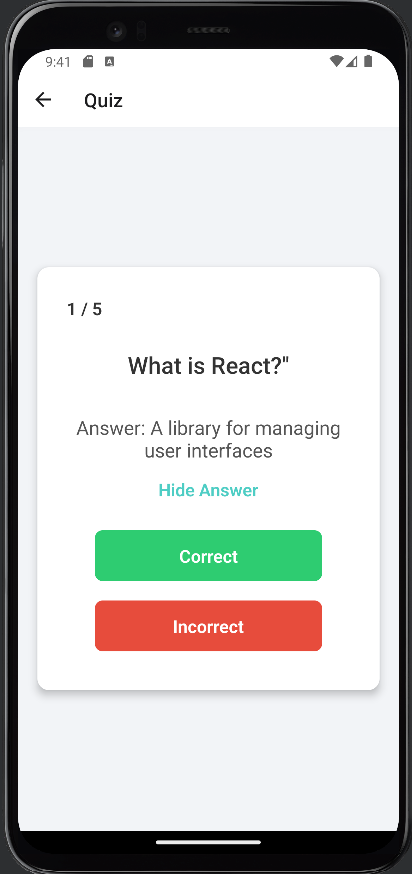 9:41
Quiz
1 / 5
What is React?"
Answer: A library for managing
user interfaces
Hide Answer
Correct
Incorrect